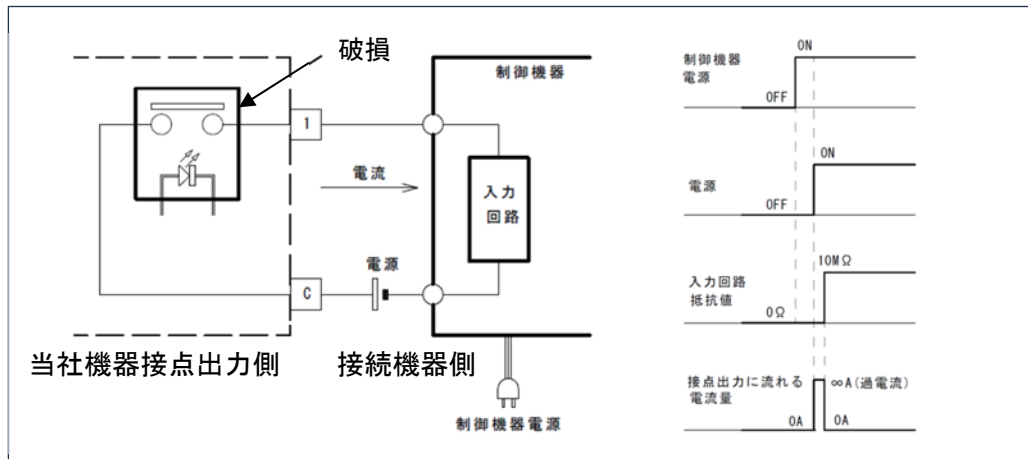 破損
1
電流
電源
C
制御機器
入力
回路
当社機器接点出力側
接続機器側
制御機器電源
制御機器
電源
ON
OFF
電源
ON
OFF
入力回路
抵抗値
10MΩ
0Ω
接点出力に流れる
電流量
∞A(過電流)
0A
0A